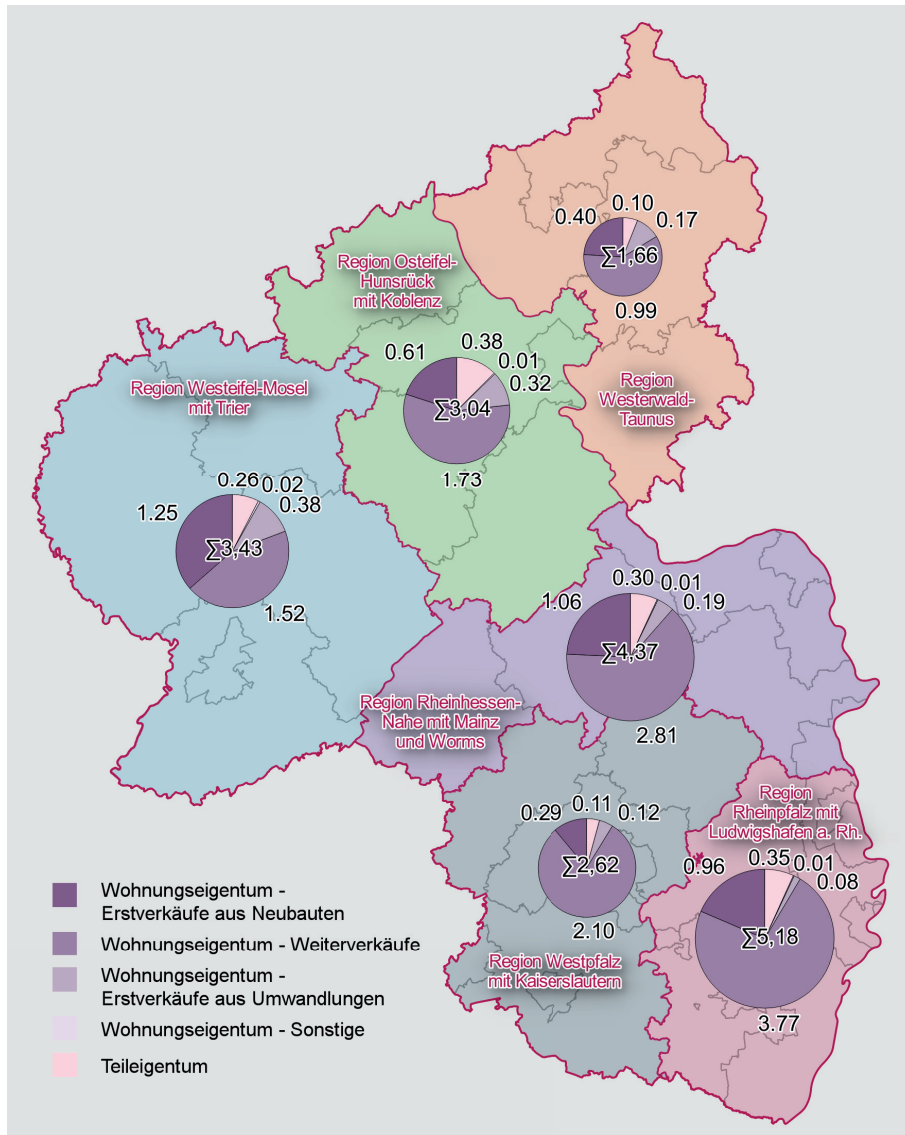 0.10
0.40
0.17
∑1,66
0.99
Region Osteifel-
Hunsrück
mit Koblenz
0.38
0.61
0.01
0.32
∑3,04
1.73
Region
Westerwald-
Taunus
Region Westeifel-Mosel
mit Trier
0.26
0.02
1.25
0.38
∑3,43
1.52
0.30
0.01
1.06
0.19
∑4,37
2.81
Region Rheinhessen-
Nahe mit Mainz
und Worms
0.11
0.29
0.12
∑2,62
2.10
Region Westpfalz
mit Kaiserslautern
Region
Rheinpfalz mit
Ludwigshafen a. Rh.
0.96
0.35
0.01
0.08
∑5,18
3.77
Wohnungseigentum -
Erstverkäufe aus Neubauten
Wohnungseigentum - Weiterverkäufe
Wohnungseigentum -
Erstverkäufe aus Umwandlungen
Wohnungseigentum - Sonstige
Teileigentum